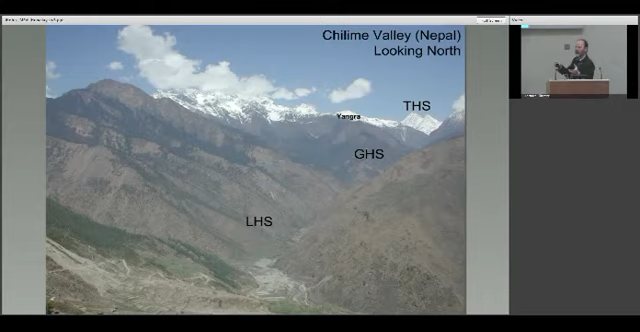 Chilime Valley (Nepal)
Looking North
THS
Yangra
GHS
LHS